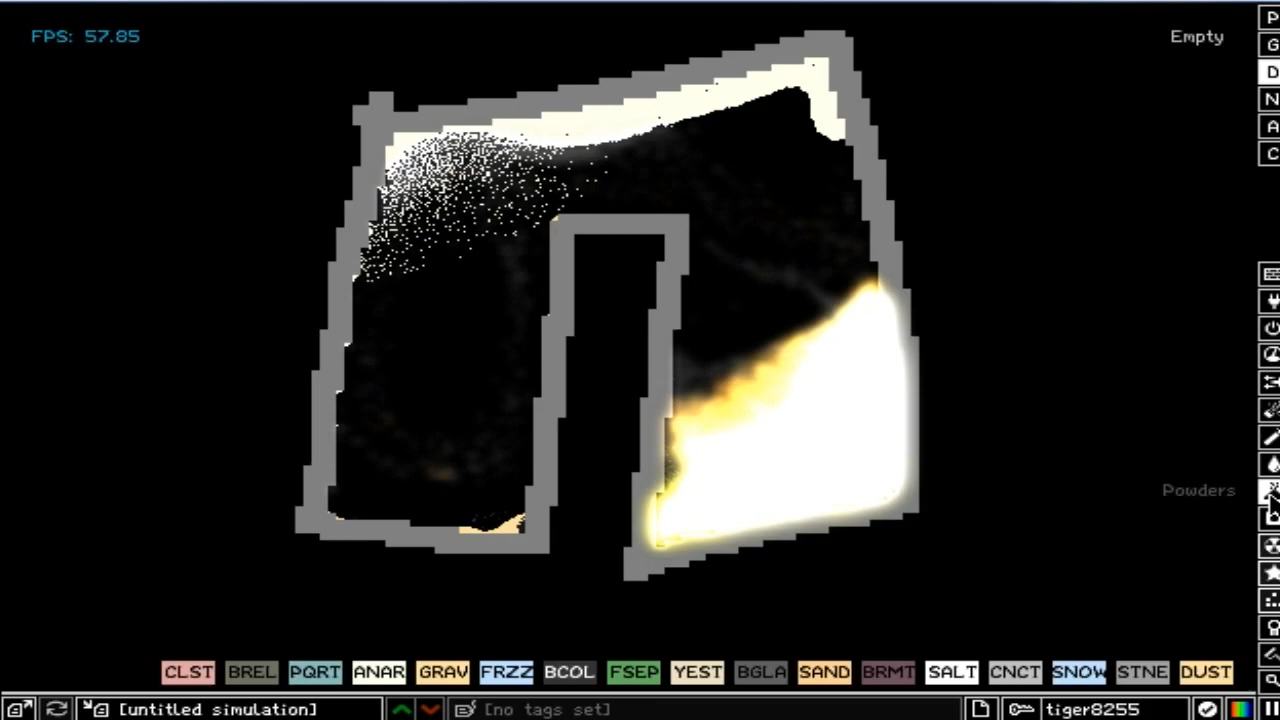 FPS: 57.85
Empty
P
G
D
N
A
C
Powders
CLST BREL PQRT ANAR GRAV FRZZ BCOL FSEP YEST BGLA SAND BRMT SALT CNCT SNOW STNE DUST
[untitled simulation] [no tags set] tiger8255